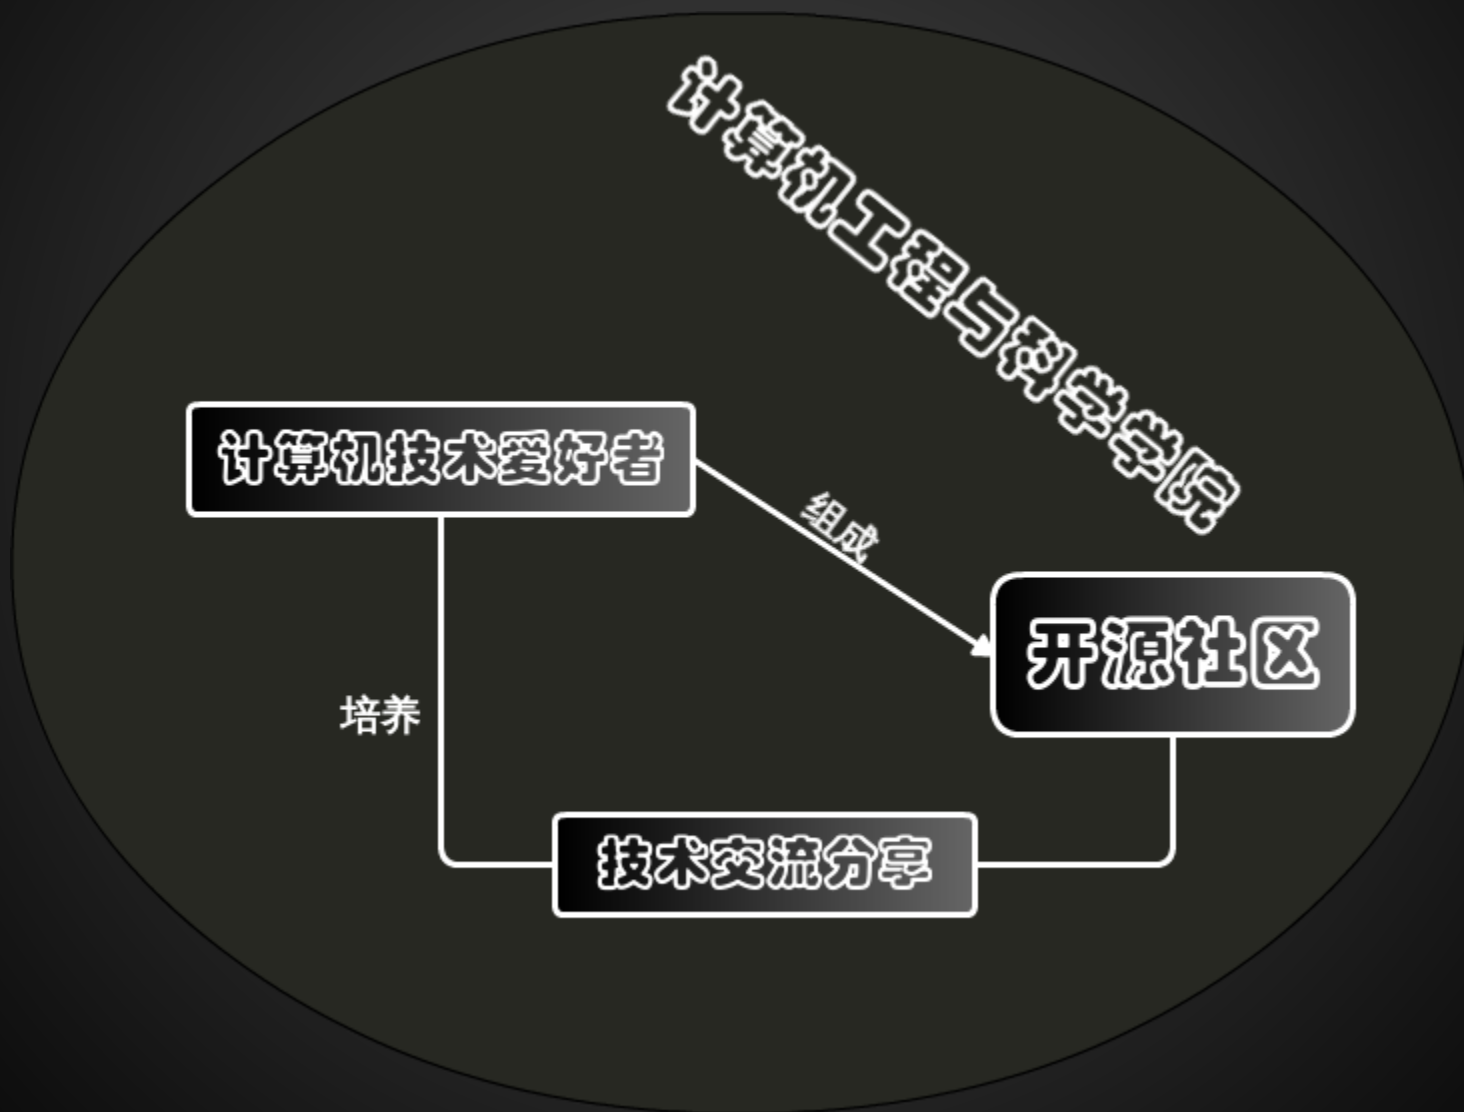 计算机工程与科学学院
计算机技术爱好者
组成
开源社区
培养
技术交流分享